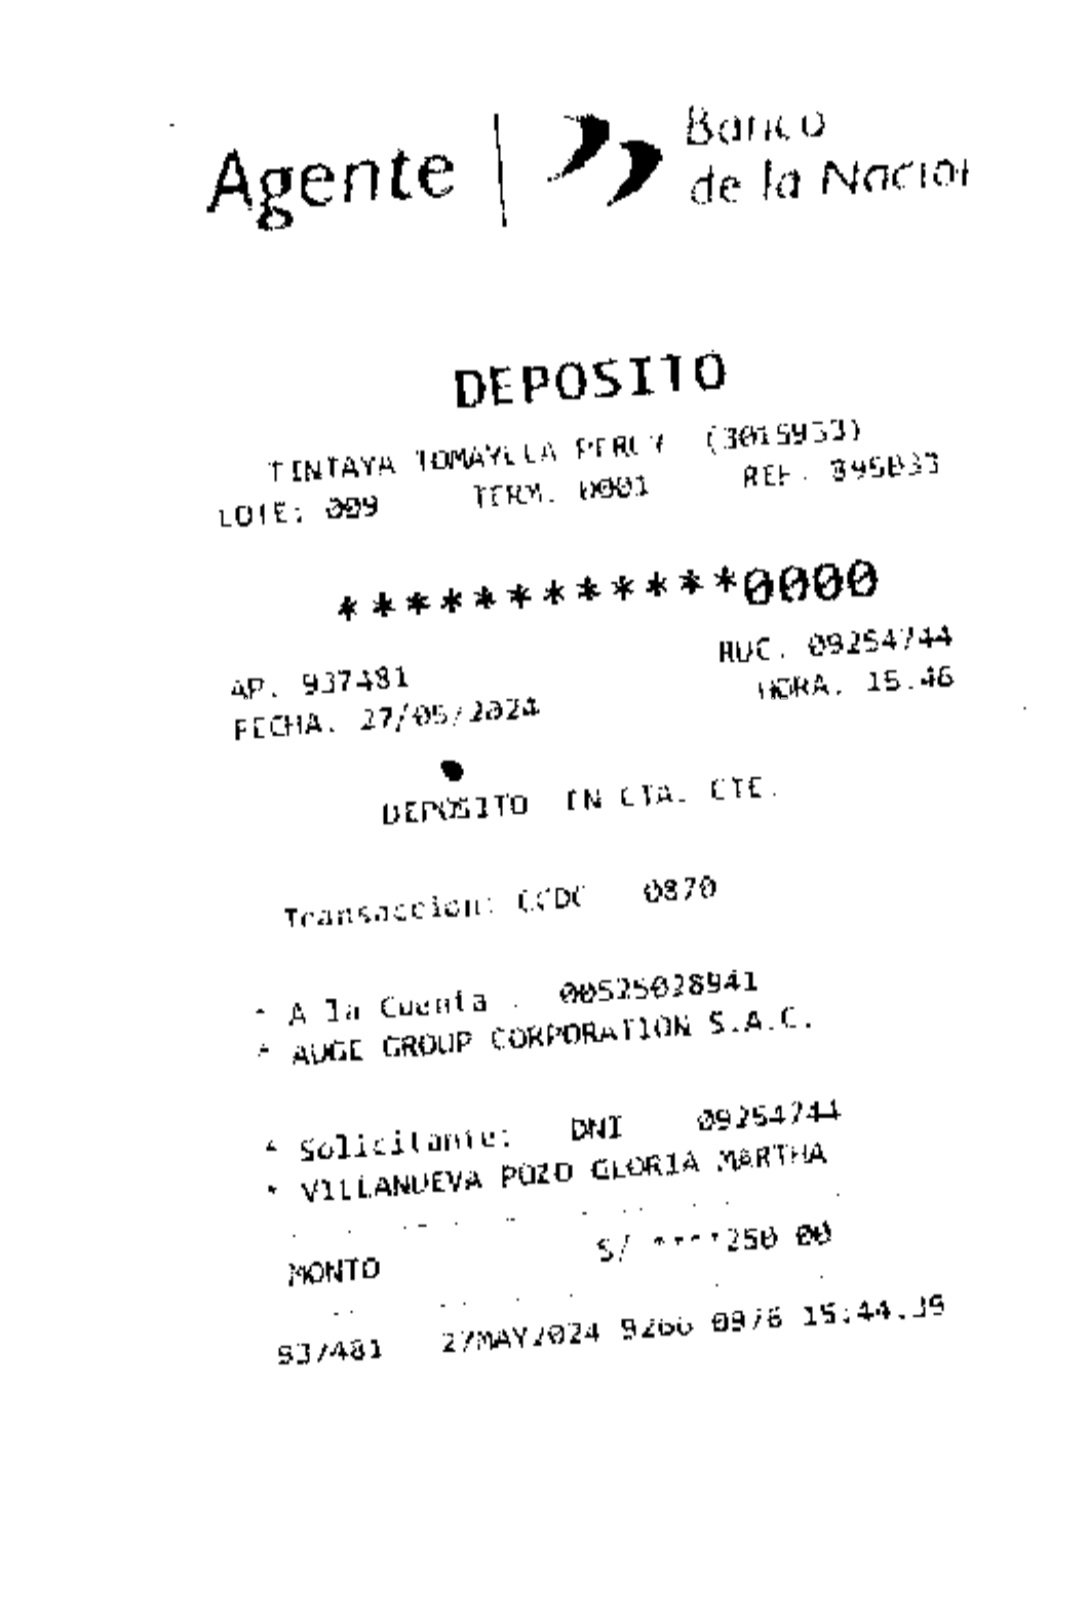 Agente
Banco
de la Nación
DEPOSITO
TINTAYA TOMAYLLA PERCY (3015933)
LOTE: 009 TERM. 0001 REF. 895833
************0000
AP. 937481 RUC. 09254744
FECHA. 27/05/2024 HORA. 15.46
DEPOSITO EN CTA. CTE.
Transaccion: CCDC 0870
* A la Cuenta : 00525028941
* AUGE GROUP CORPORATION S.A.C.
* Solicitante: DNI 09254744
* VILLANUEVA POZO GLORIA MARTHA
MONTO S/ ****250.00
937481 27MAY2024 9266 0976 15:44.39